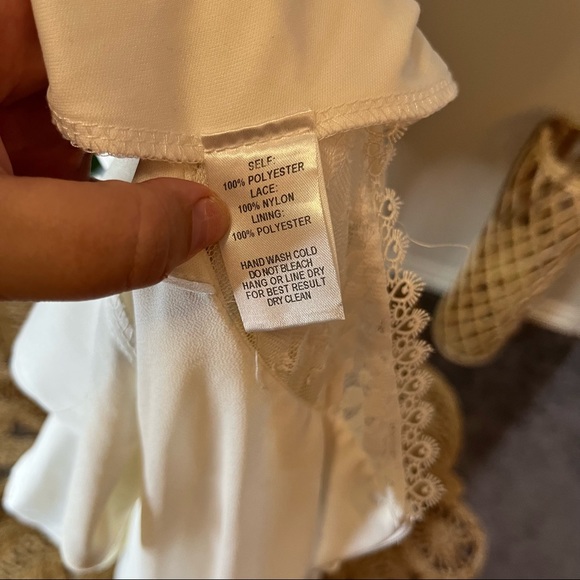 SELF:
100% POLYESTER
LACE:
100% NYLON
LINING:
100% POLYESTER
HAND WASH COLD
DO NOT BLEACH
HANG OR LINE DRY
FOR BEST RESULT
DRY CLEAN